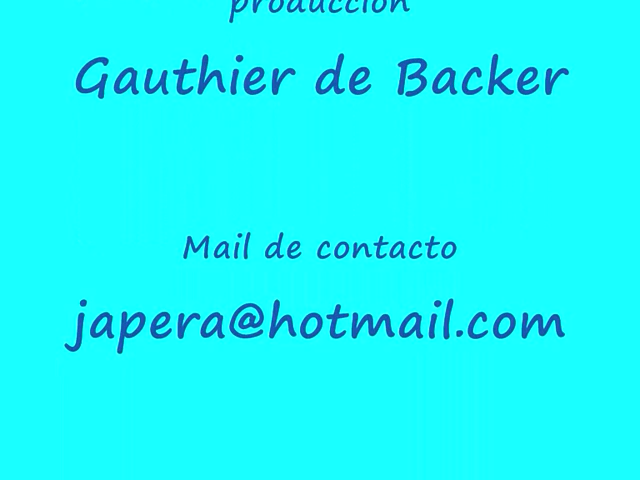 producción
Gauthier de Backer
Mail de contacto
japera@hotmail.com